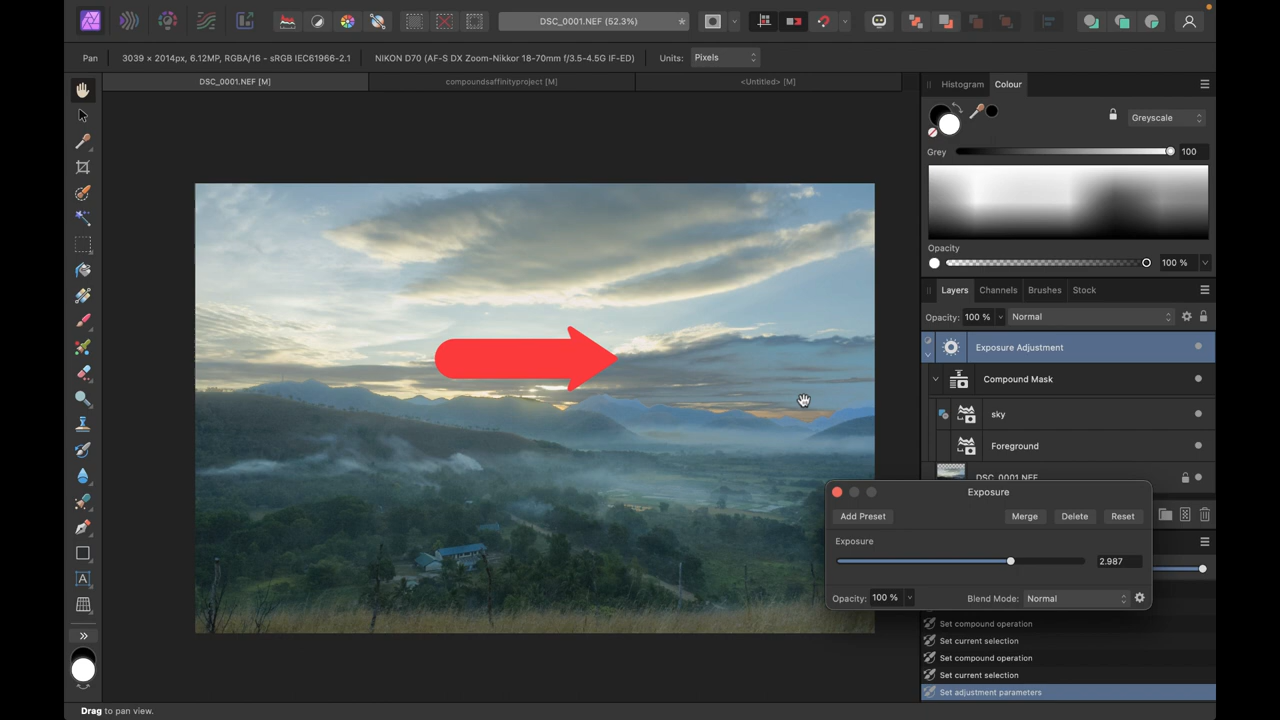 DSC_0001.NEF (52.3%)
*
Pan
3039 × 2014px, 6.12MP, RGBA/16 - sRGB IEC61966-2.1
NIKON D70 (AF-S DX Zoom-Nikkor 18-70mm f/3.5-4.5G IF-ED)
Units:
Pixels
DSC_0001.NEF [M]
compoundsaffinityproject [M]
<Untitled> [M]
Histogram
Colour
Greyscale
Grey
100
Opacity
100 %
Layers
Channels
Brushes
Stock
Opacity:
100 %
Normal
Exposure Adjustment
Compound Mask
sky
Foreground
DSC_0001.NEF
Exposure
Add Preset
Merge
Delete
Reset
Exposure
2.987
Opacity:
100 %
Blend Mode:
Normal
Set compound operation
Set current selection
Set compound operation
Set current selection
Set adjustment parameters
A
Drag to pan view.